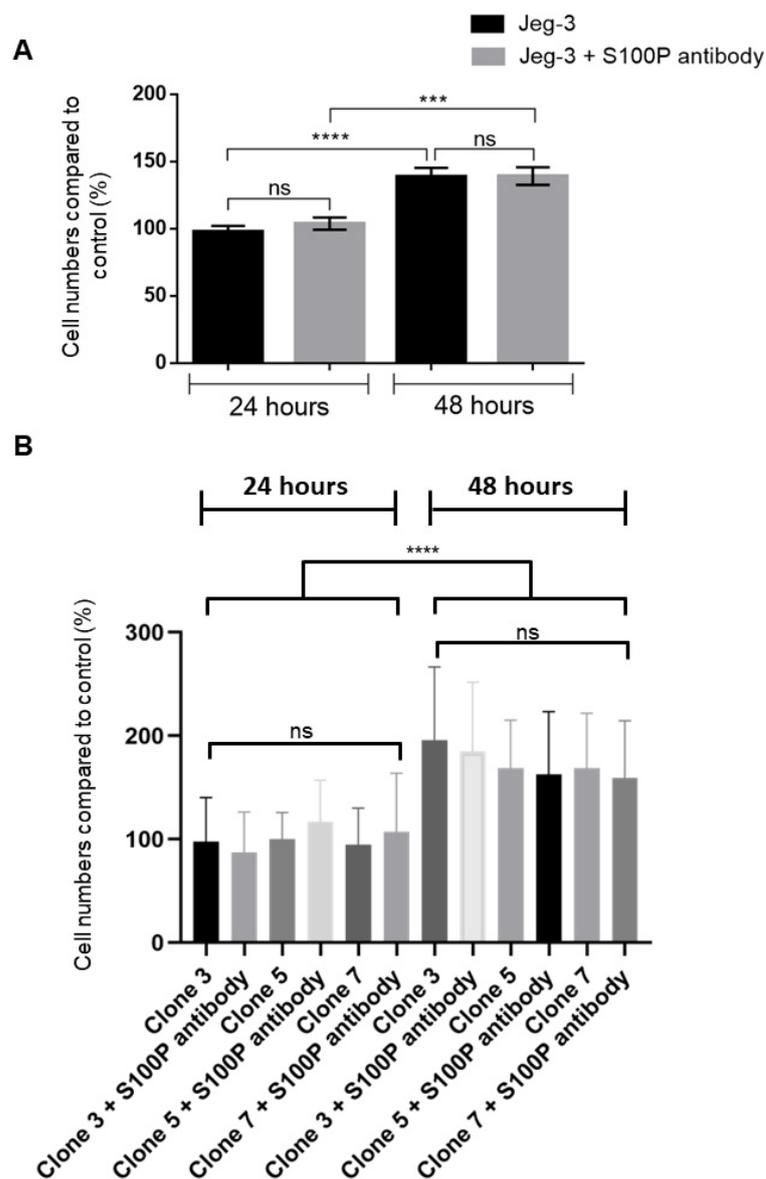 Jeg-3
Jeg-3 + S100P antibody
A
Cell numbers compared to
control (%)
200
150
100
50
0
***
****
ns
ns
24 hours
48 hours
B
24 hours
48 hours
****
Cell numbers compared to control (%)
300
200
100
0
ns
ns
Clone 3
Clone 3 + S100P antibody
Clone 5
Clone 5 + S100P antibody
Clone 7
Clone 7 + S100P antibody
Clone 3
Clone 3 + S100P antibody
Clone 5
Clone 5 + S100P antibody
Clone 7
Clone 7 + S100P antibody